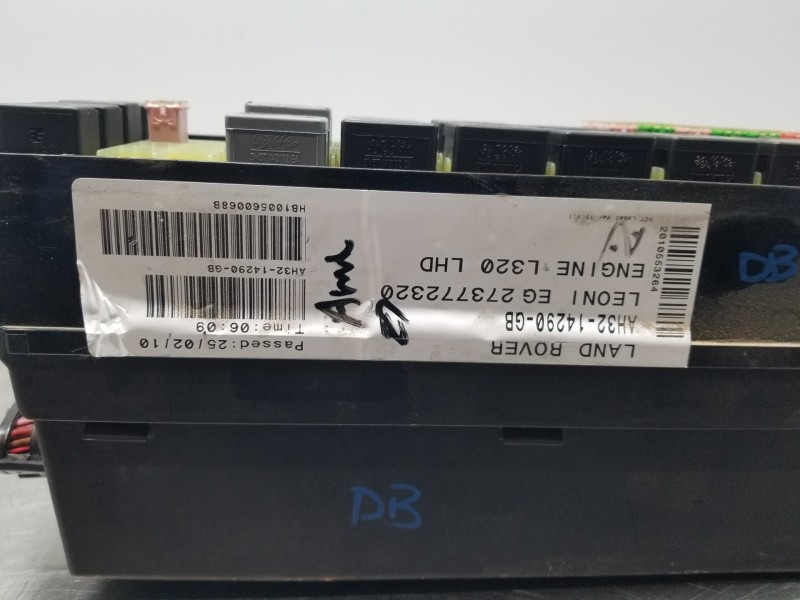 LAND ROVER
AH32-14290-GB
LEONI EG 273772320
ENGINE L320 LHD
2010553264
Passed:25/02/10
Time:06:09
AH32-14290-GB
HB1005600068B
DB
DB